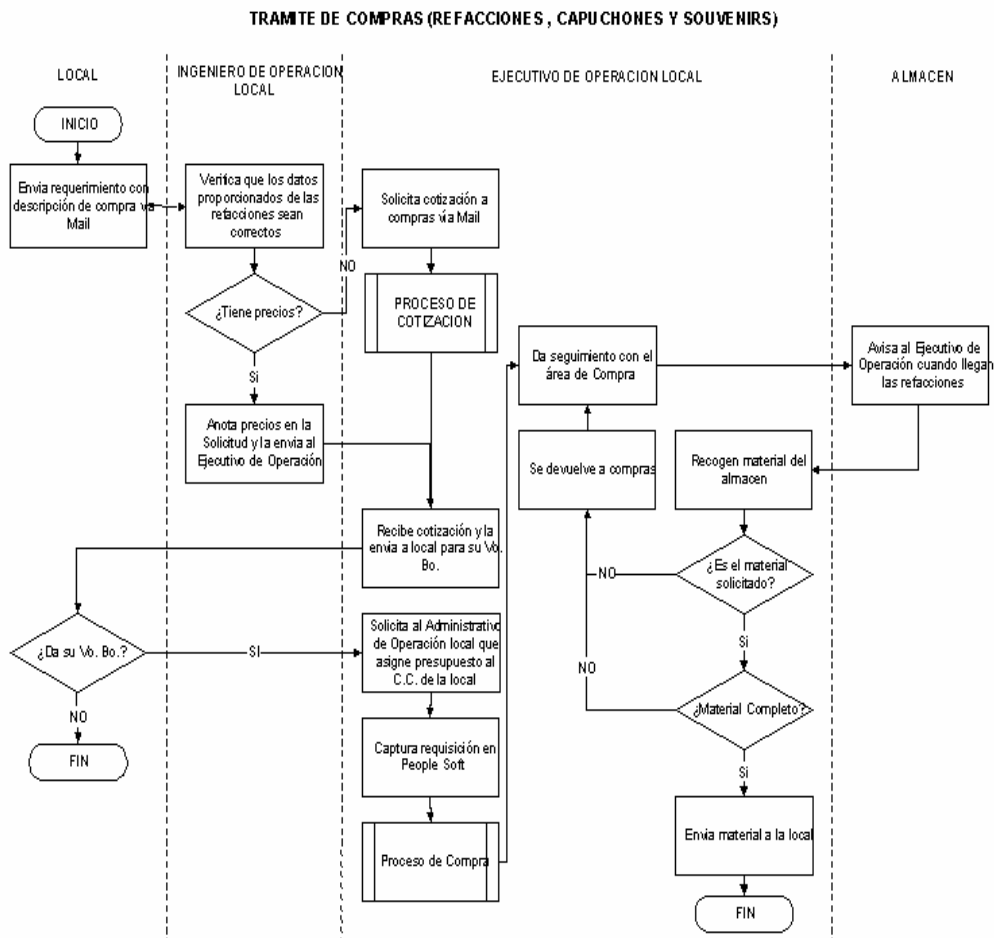 TRAMITE DE COMPRAS (REFACCIONES , CAPUCHONES Y SOUVENIRS)
LOCAL
INGENIERO DE OPERACION
LOCAL
EJECUTIVO DE OPERACION LOCAL
ALMACEN
INICIO
Envia requerimiento con
descripción de compra via
Mail
Verifica que los datos
proporcionados de las
refacciones sean
correctos
Solicita cotización a
compras vía Mail
NO
¿Tiene precios?
PROCESO DE
COTIZACION
Si
Anota precios en la
Solicitud y la envia al
Ejecutivo de Operación
Da seguimiento con el
área de Compra
Avisa al Ejecutivo de
Operación cuando llegan
las refacciones
Se devuelve a compras
Recogen material del
almacen
Recibe cotización y la
envia a local para su Vo.
Bo.
¿Es el material
solicitado?
NO
Si
¿Da su Vo. Bo.?
SI
NO
FIN
Solicita al Administrativo
de Operación local que
asigne presupuesto al
C.C. de la local
NO
¿Material Completo?
Si
Captura requisición en
People Soft
Proceso de Compra
Envia material a la local
FIN